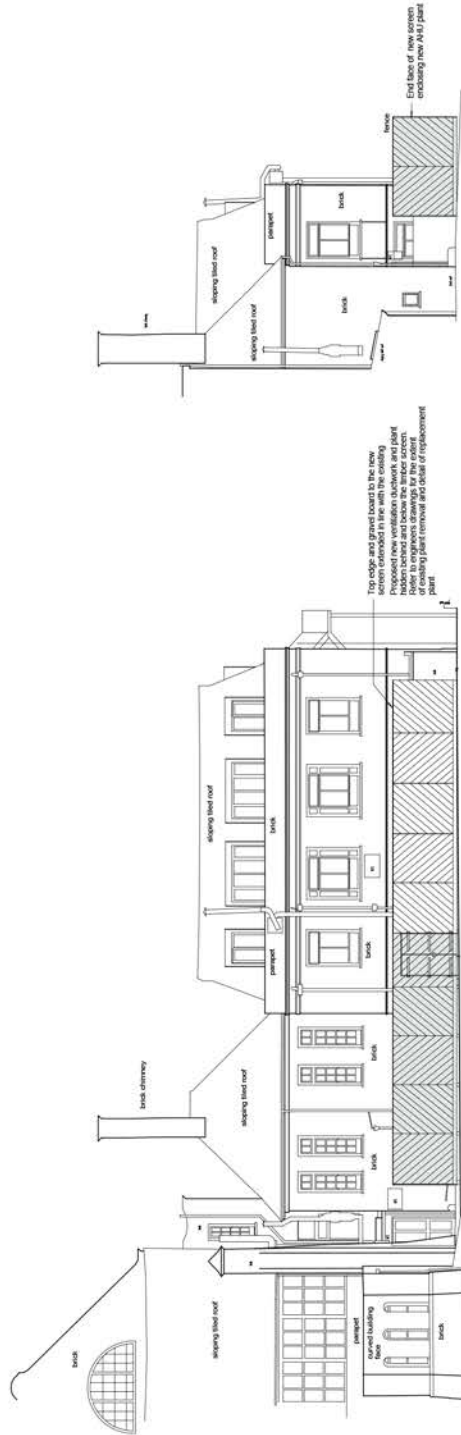 brick
sloping tiled roof
parapet
curved building
face
brick
brick chimney
sloping tiled roof
brick
brick
sloping tiled roof
parapet
brick
brick
Top edge and gravel board to the new
screen extended in line with the existing
Proposed new ventilation ductwork and plant
hidden behind and below the timber screen.
Refer to engineers drawings for the extent
of existing plant removal and detail of replacement
plant
sloping tiled roof
sloping tiled roof
parapet
brick
brick
fence
End face of new screen
enclosing new AHU plant